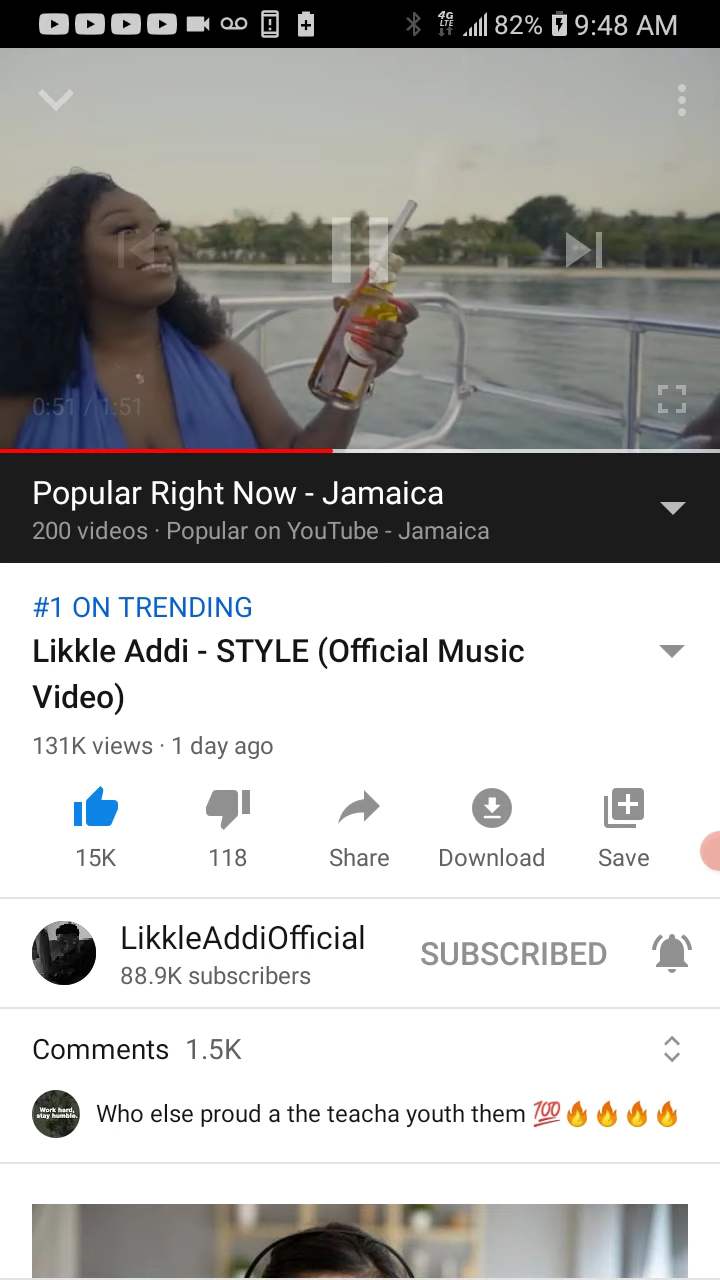 4G
LTE
82%
9:48 AM
0:51 / 1:51
Popular Right Now - Jamaica
200 videos · Popular on YouTube - Jamaica
#1 ON TRENDING
Likkle Addi - STYLE (Official Music
Video)
131K views · 1 day ago
15K
118
Share
Download
Save
LikkleAddiOfficial
88.9K subscribers
SUBSCRIBED
Comments 1.5K
Work hard,
stay humble.
Who else proud a the teacha youth them 💯🔥🔥🔥🔥